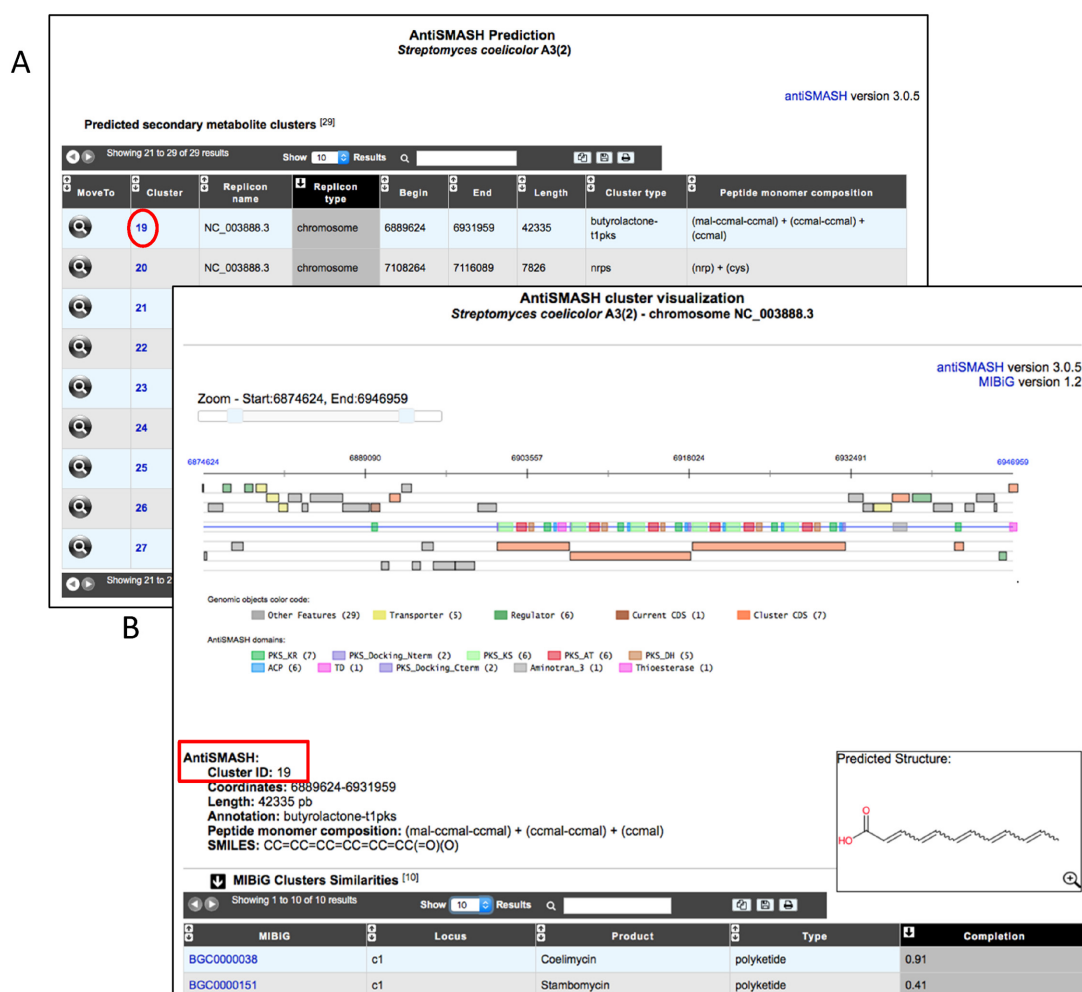 A
AntiSMASH Prediction
Streptomyces coelicolor A3(2)
antiSMASH version 3.0.5
Predicted secondary metabolite clusters [29]
Showing 21 to 29 of 29 results Show 10 Results
MoveTo Cluster Replicon name Replicon type Begin End Length Cluster type Peptide monomer composition
19 NC_003888.3 chromosome 6889624 6931959 42335 butyrolactone-t1pks (mal-ccmal-ccmal) + (ccmal-ccmal) + (ccmal)
20 NC_003888.3 chromosome 7108264 7116089 7826 nrps (nrp) + (cys)
21
22
23
24
25
26
27
Showing 21 to 2
B
AntiSMASH cluster visualization
Streptomyces coelicolor A3(2) - chromosome NC_003888.3
antiSMASH version 3.0.5
MIBiG version 1.2
Zoom - Start:6874624, End:6946959
6874624 6889090 6903557 6918024 6932491 6946959
Genomic objects color code:
Other Features (29) Transporter (5) Regulator (6) Current CDS (1) Cluster CDS (7)
AntiSMASH domains:
PKS_KR (7) PKS_Docking_Nterm (2) PKS_KS (6) PKS_AT (6) PKS_DH (5)
ACP (6) TD (1) PKS_Docking_Cterm (2) Aminotran_3 (1) Thioesterase (1)
AntiSMASH:
Cluster ID: 19
Coordinates: 6889624-6931959
Length: 42335 pb
Annotation: butyrolactone-t1pks
Peptide monomer composition: (mal-ccmal-ccmal) + (ccmal-ccmal) + (ccmal)
SMILES: CC=CC=CC=CC=CC=CC(=O)(O)
Predicted Structure:
O
HO
MIBiG Clusters Similarities [10]
Showing 1 to 10 of 10 results Show 10 Results
MIBiG Locus Product Type Completion
BGC0000038 c1 Coelimycin polyketide 0.91
BGC0000151 c1 Stambomycin polyketide 0.41